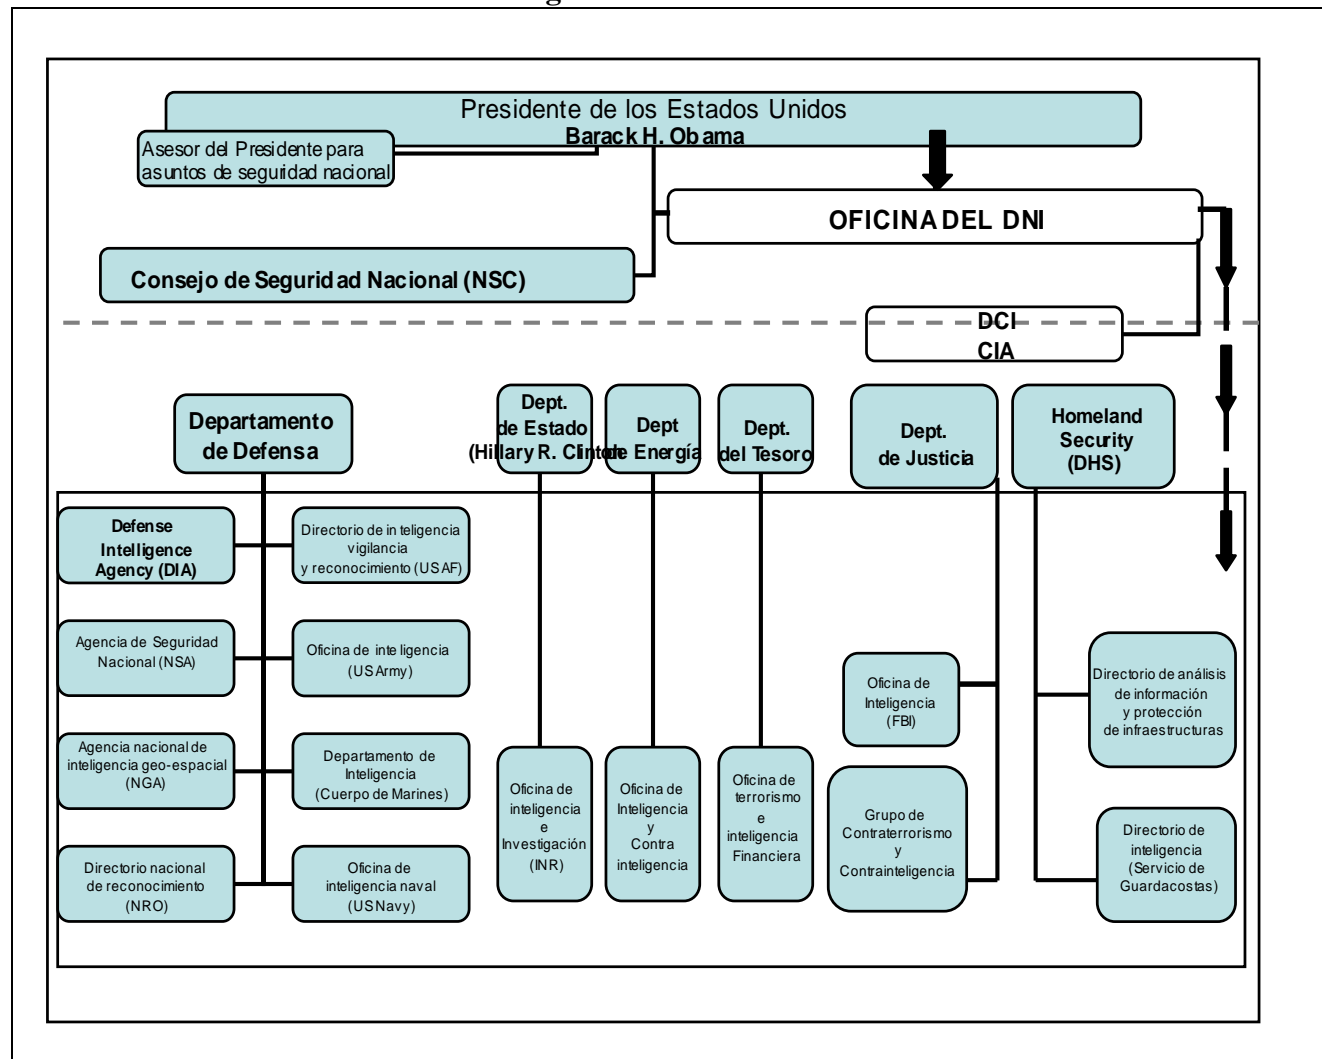 Presidente de los Estados Unidos
Barack H. Obama
Asesor del Presidente para
asuntos de seguridad nacional
OFICINA DEL DNI
Consejo de Seguridad Nacional (NSC)
DCI
CIA
Departamento
de Defensa
Dept.
de Estado
(Hillary R. Clinton
Dept
de Energía
Dept.
del Tesoro
Dept.
de Justicia
Homeland
Security
(DHS)
Defense
Intelligence
Agency (DIA)
Directorio de inteligencia
vigilancia
y reconocimiento (USAF)
Agencia de Seguridad
Nacional (NSA)
Oficina de inteligencia
(US Army)
Agencia nacional de
inteligencia geo-espacial
(NGA)
Departamento de
Inteligencia
(Cuerpo de Marines)
Directorio nacional
de reconocimiento
(NRO)
Oficina de
inteligencia naval
(US Navy)
Oficina de
inteligencia
e
Investigación
(INR)
Oficina de
Inteligencia
y
Contra
inteligencia
Oficina de
terrorismo
e
inteligencia
Financiera
Oficina de
Inteligencia
(FBI)
Grupo de
Contraterrorismo
y
Contrainteligencia
Directorio de análisis
de información
y protección
de infraestructuras
Directorio de
inteligencia
(Servicio de
Guardacostas)